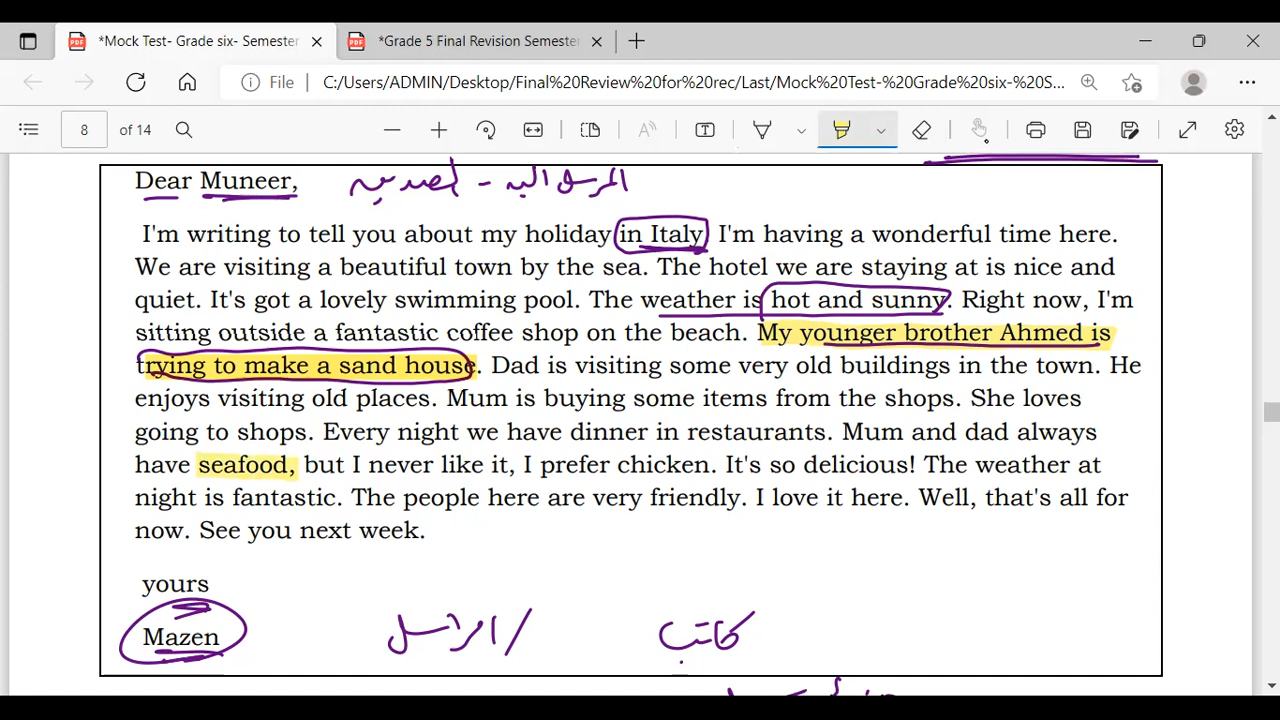 *Mock Test- Grade six- Semester
*Grade 5 Final Revision Semester
File C:/Users/ADMIN/Desktop/Final%20Review%20for%20rec/Last/Mock%20Test-%20Grade%20six-%20S...
8 of 14
Dear Muneer, المرسل اليه - لصديقه
I'm writing to tell you about my holiday in Italy. I'm having a wonderful time here.
We are visiting a beautiful town by the sea. The hotel we are staying at is nice and
quiet. It's got a lovely swimming pool. The weather is hot and sunny. Right now, I'm
sitting outside a fantastic coffee shop on the beach. My younger brother Ahmed is
trying to make a sand house. Dad is visiting some very old buildings in the town. He
enjoys visiting old places. Mum is buying some items from the shops. She loves
going to shops. Every night we have dinner in restaurants. Mum and dad always
have seafood, but I never like it, I prefer chicken. It's so delicious! The weather at
night is fantastic. The people here are very friendly. I love it here. Well, that's all for
now. See you next week.
yours
Mazen المرسل / كاتب